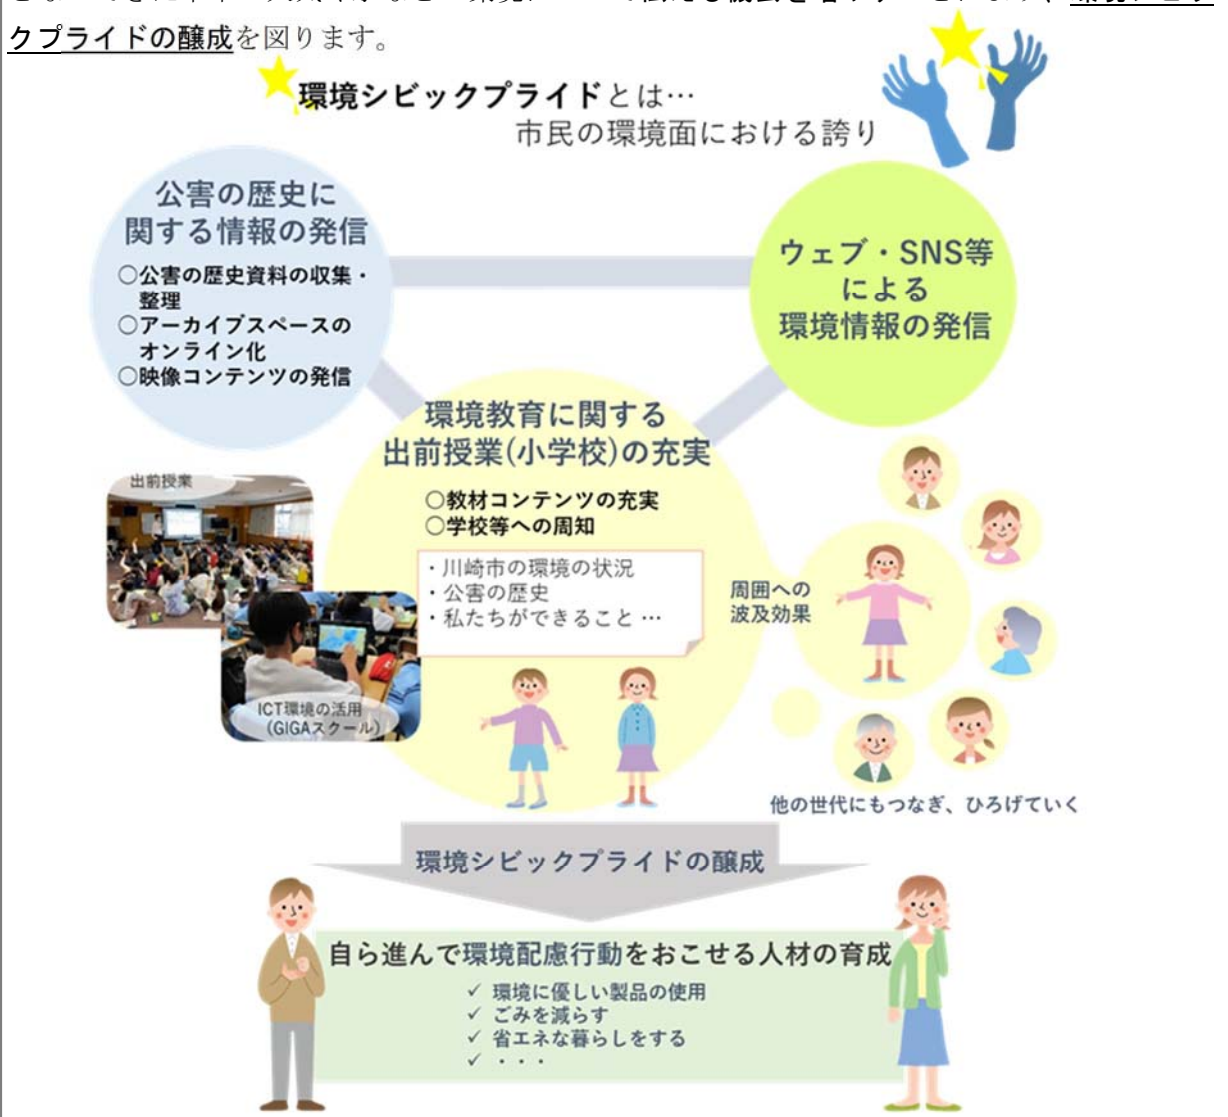 クプライドの醸成を図ります。
環境シビックプライドとは…
市民の環境面における誇り
公害の歴史に
関する情報の発信
○公害の歴史資料の収集・
整理
○アーカイブスペースの
オンライン化
○映像コンテンツの発信
ウェブ・SNS等
による
環境情報の発信
環境教育に関する
出前授業(小学校)の充実
○教材コンテンツの充実
○学校等への周知
・川崎市の環境の状況
・公害の歴史
・私たちができること…
出前授業
ICT環境の活用
(GIGAスクール)
周囲への
波及効果
他の世代にもつなぎ、ひろげていく
環境シビックプライドの醸成
自ら進んで環境配慮行動をおこせる人材の育成
✓ 環境に優しい製品の使用
✓ ごみを減らす
✓ 省エネな暮らしをする
✓ ・・・